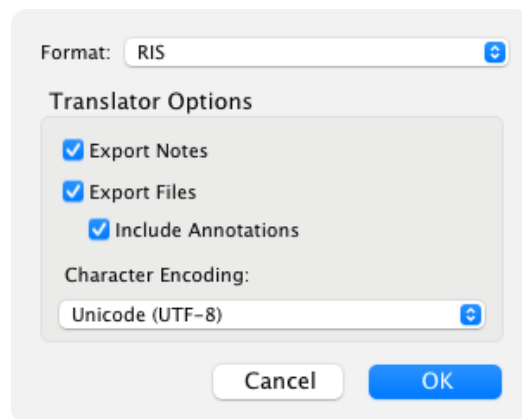 Format: RIS
Translator Options
Export Notes
Export Files
Include Annotations
Character Encoding:
Unicode (UTF-8)
Cancel OK